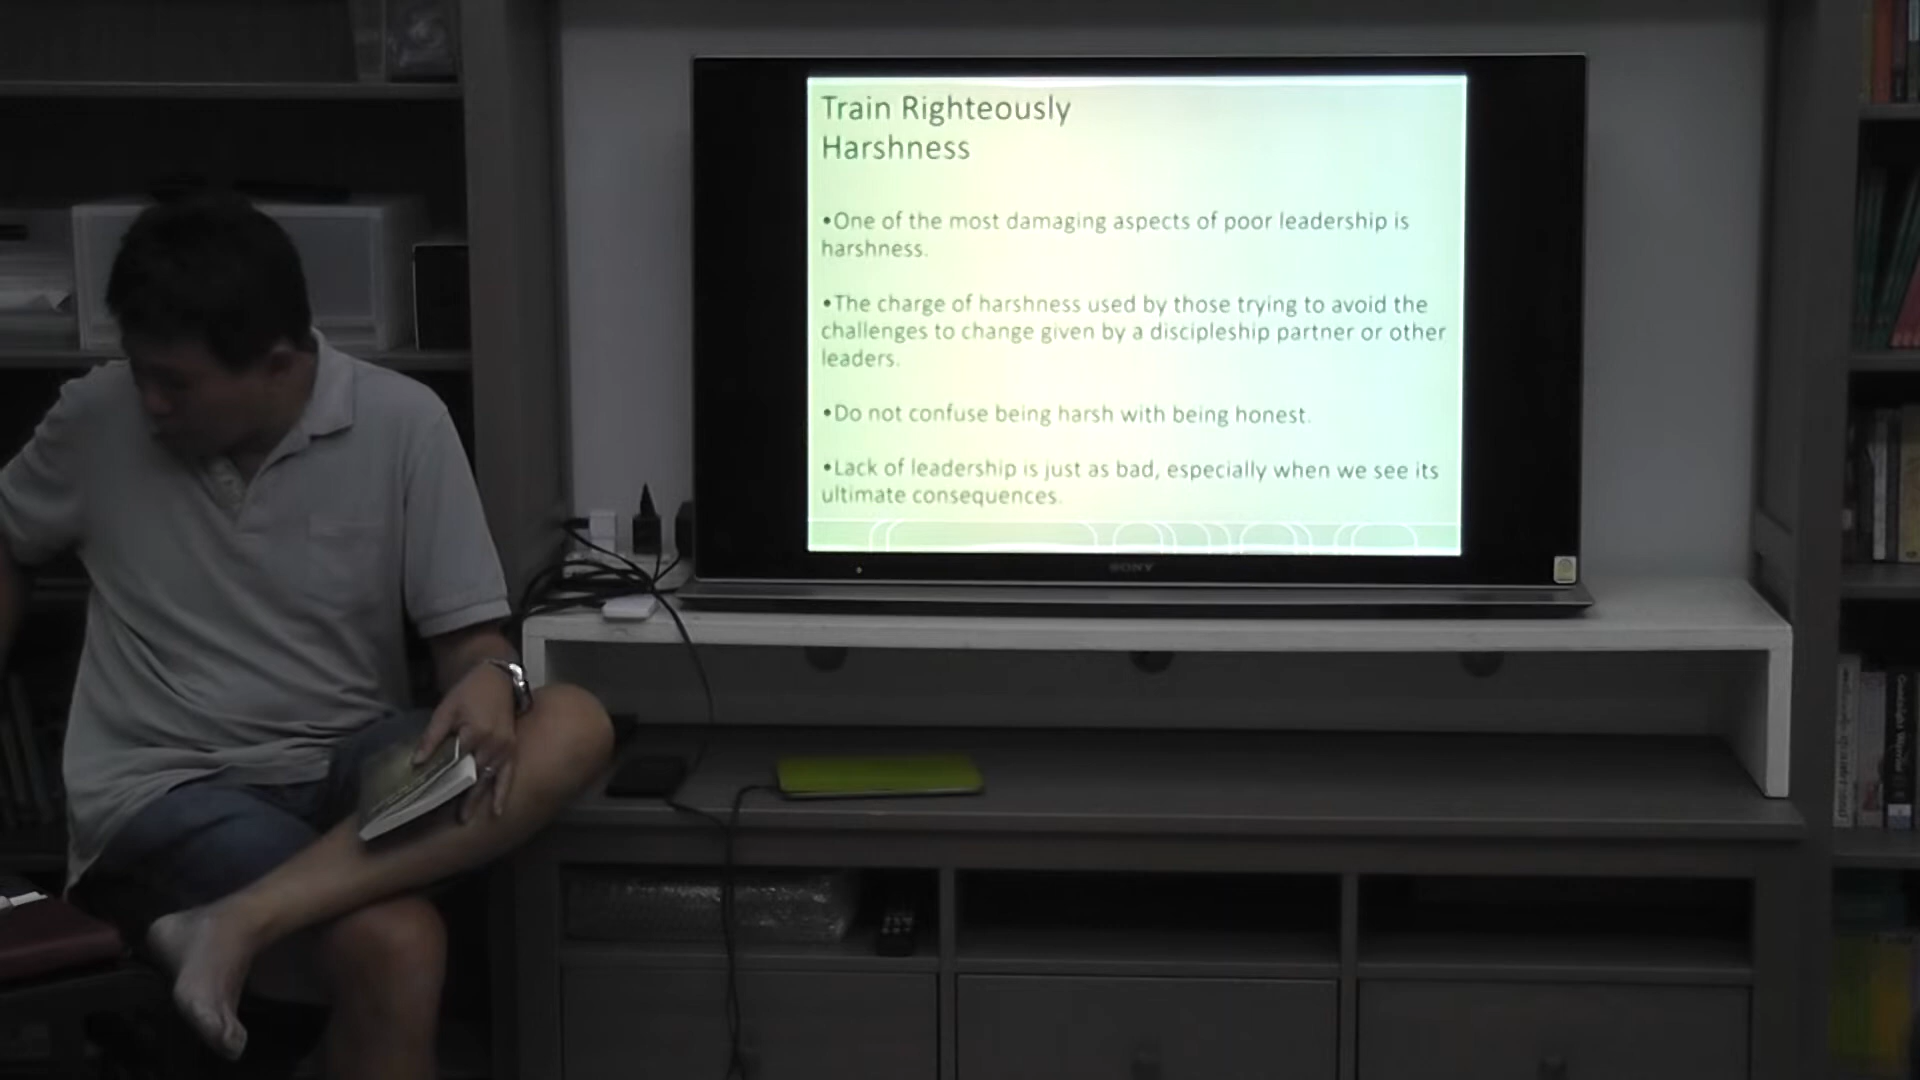 Train Righteously
Harshness
•One of the most damaging aspects of poor leadership is
harshness.
•The charge of harshness used by those trying to avoid the
challenges to change given by a discipleship partner or other
leaders.
•Do not confuse being harsh with being honest.
•Lack of leadership is just as bad, especially when we see its
ultimate consequences.
SONY